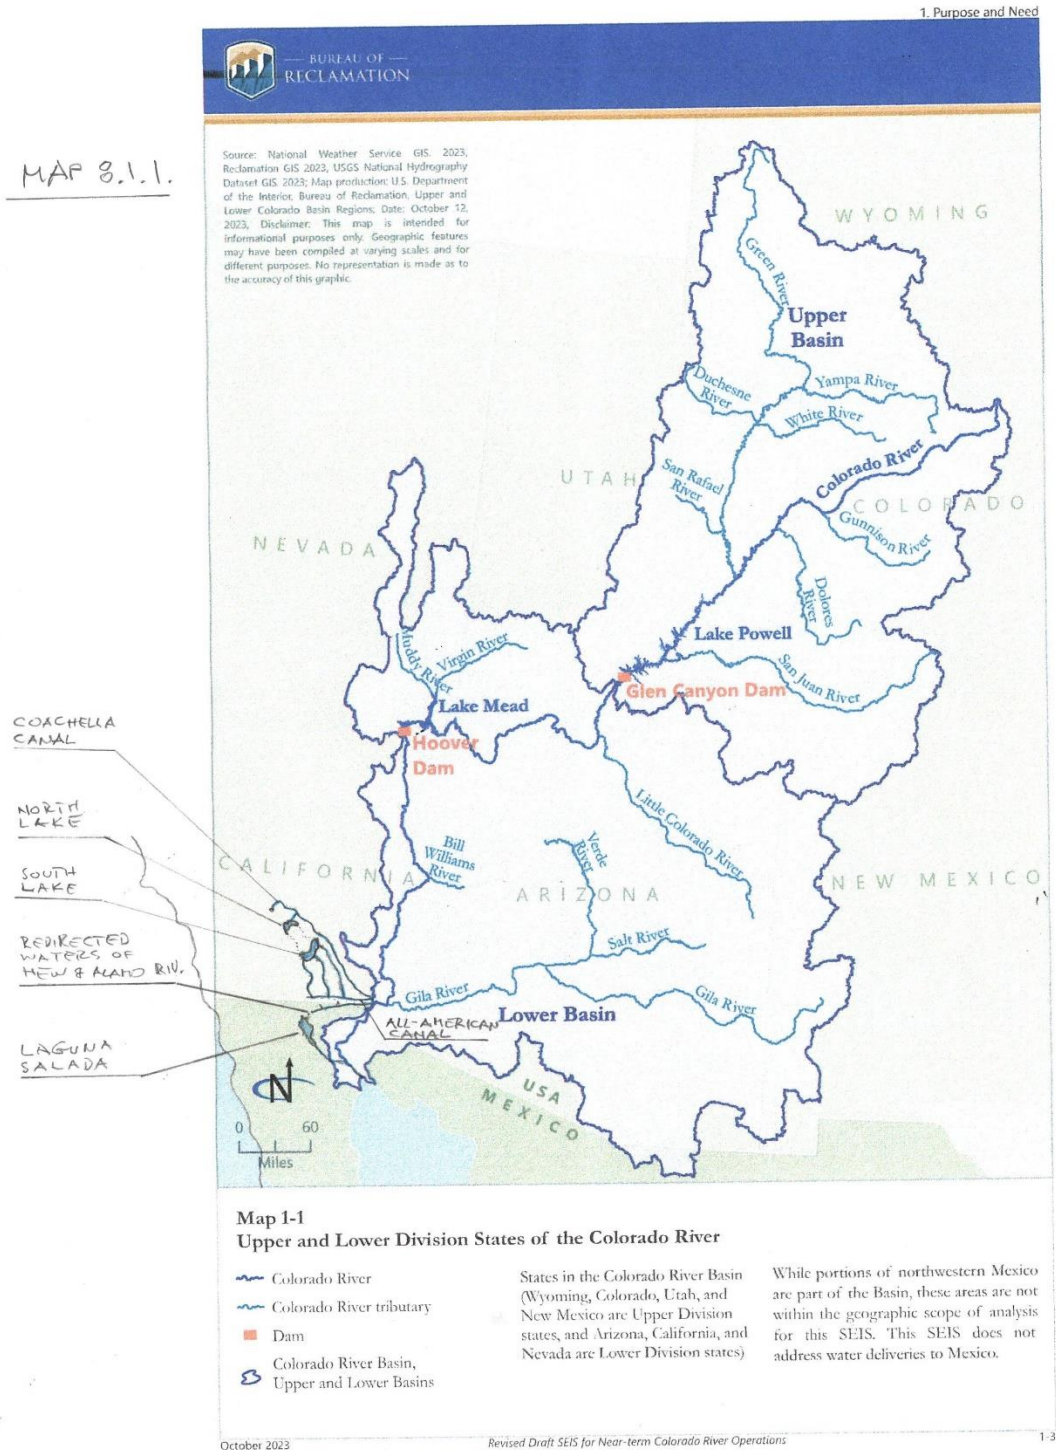 1. Purpose and Need
BUREAU OF
RECLAMATION
MAP 8.1.1.
Source: National Weather Service GIS. 2023,
Reclamation GIS 2023, USGS National Hydrography
Dataset GIS. 2023; Map production: U.S. Department
of the Interior, Bureau of Reclamation, Upper and
Lower Colorado Basin Regions; Date: October 12,
2023, Disclaimer: This map is intended for
informational purposes only. Geographic features
may have been compiled at varying scales and for
different purposes. No representation is made as to
the accuracy of this graphic.
WYOMING
Green River
Upper
Basin
Duchesne
River
Yampa River
White River
Colorado River
UTAH
San Rafael
River
COLORADO
Gunnison River
NEVADA
Dolores
River
Muddy River
Virgin River
Lake Powell
San Juan River
Glen Canyon Dam
Lake Mead
COACHELLA
CANAL
Hoover
Dam
NORTH
LAKE
Little Colorado River
Bill
Williams
River
Verde
River
CALIFORNIA
SOUTH
LAKE
ARIZONA
NEW MEXICO
REDIRECTED
WATERS OF
NEW & ALAMO RIV.
Salt River
Gila River
Gila River
Lower Basin
ALL-AMERICAN
CANAL
LAGUNA
SALADA
N
USA
MEXICO
0 60
Miles
Map 1-1
Upper and Lower Division States of the Colorado River
Colorado River
Colorado River tributary
Dam
Colorado River Basin,
Upper and Lower Basins
States in the Colorado River Basin
(Wyoming, Colorado, Utah, and
New Mexico are Upper Division
states, and Arizona, California, and
Nevada are Lower Division states)
While portions of northwestern Mexico
are part of the Basin, these areas are not
within the geographic scope of analysis
for this SEIS. This SEIS does not
address water deliveries to Mexico.
October 2023
Revised Draft SEIS for Near-term Colorado River Operations
1-3